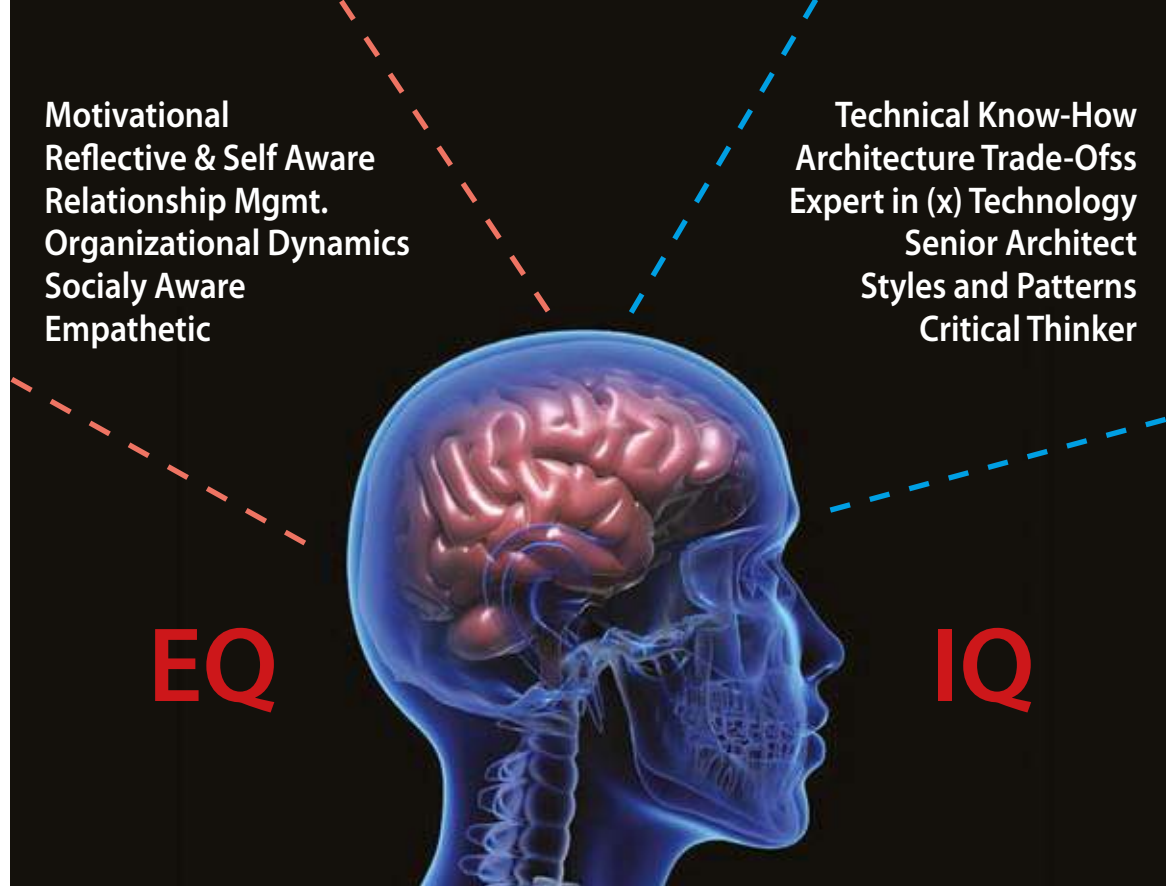 Motivational
Reflective & Self Aware
Relationship Mgmt.
Organizational Dynamics
Socialy Aware
Empathetic
Technical Know-How
Architecture Trade-Ofss
Expert in (x) Technology
Senior Architect
Styles and Patterns
Critical Thinker
EQ
IQ